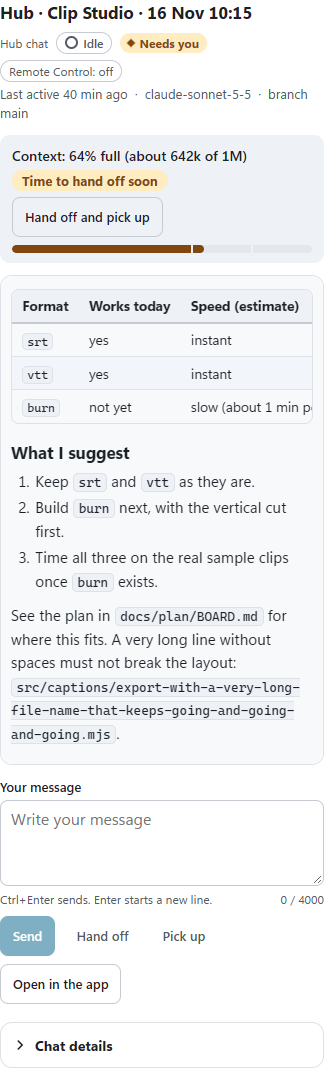 Hub · Clip Studio · 16 Nov 10:15
Hub chat Idle Needs you
Remote Control: off
Last active 40 min ago · claude-sonnet-5-5 · branch
main
Context: 64% full (about 642k of 1M)
Time to hand off soon
Hand off and pick up
Format Works today Speed (estimate)
srt yes instant
vtt yes instant
burn not yet slow (about 1 min p
What I suggest
1. Keep srt and vtt as they are.
2. Build burn next, with the vertical cut
first.
3. Time all three on the real sample clips
once burn exists.
See the plan in docs/plan/BOARD.md for
where this fits. A very long line without
spaces must not break the layout:
src/captions/export-with-a-very-long-
file-name-that-keeps-going-and-going-
and-going.mjs.
Your message
Write your message
Ctrl+Enter sends. Enter starts a new line. 0 / 4000
Send Hand off Pick up
Open in the app
Chat details